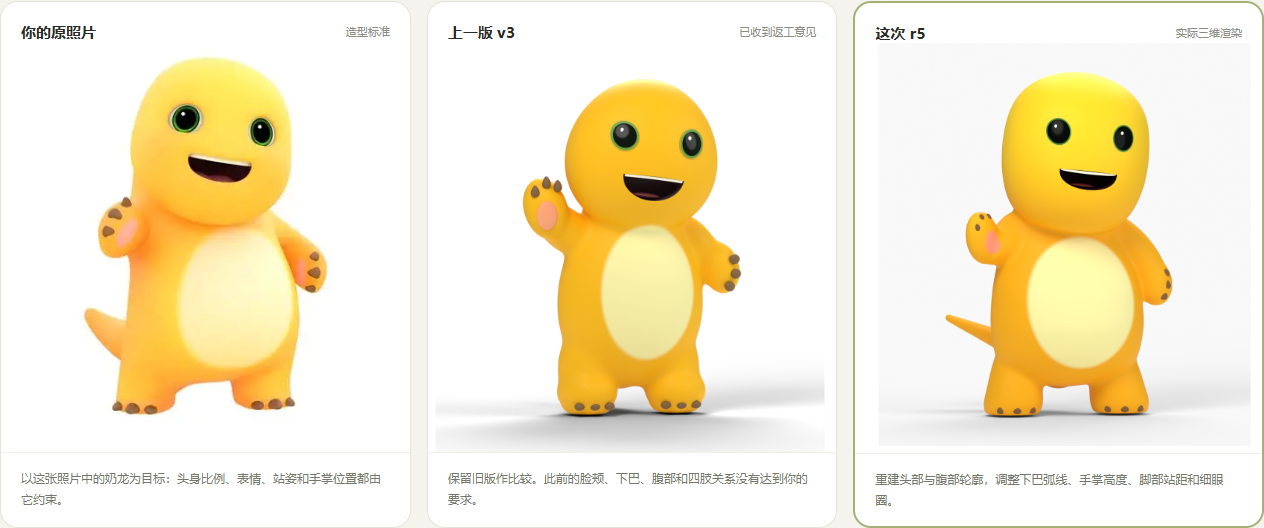 你的原照片
造型标准
以这张照片中的奶龙为目标：头身比例、表情、站姿和手掌位置都由
它约束。
上一版 v3
已收到返工意见
保留旧版作比较。此前的脸颊、下巴、腹部和四肢关系没有达到你的
要求。
这次 r5
实际三维渲染
重建头部与腹部轮廓，调整下巴弧线、手掌高度、脚部站距和细眼
圈。